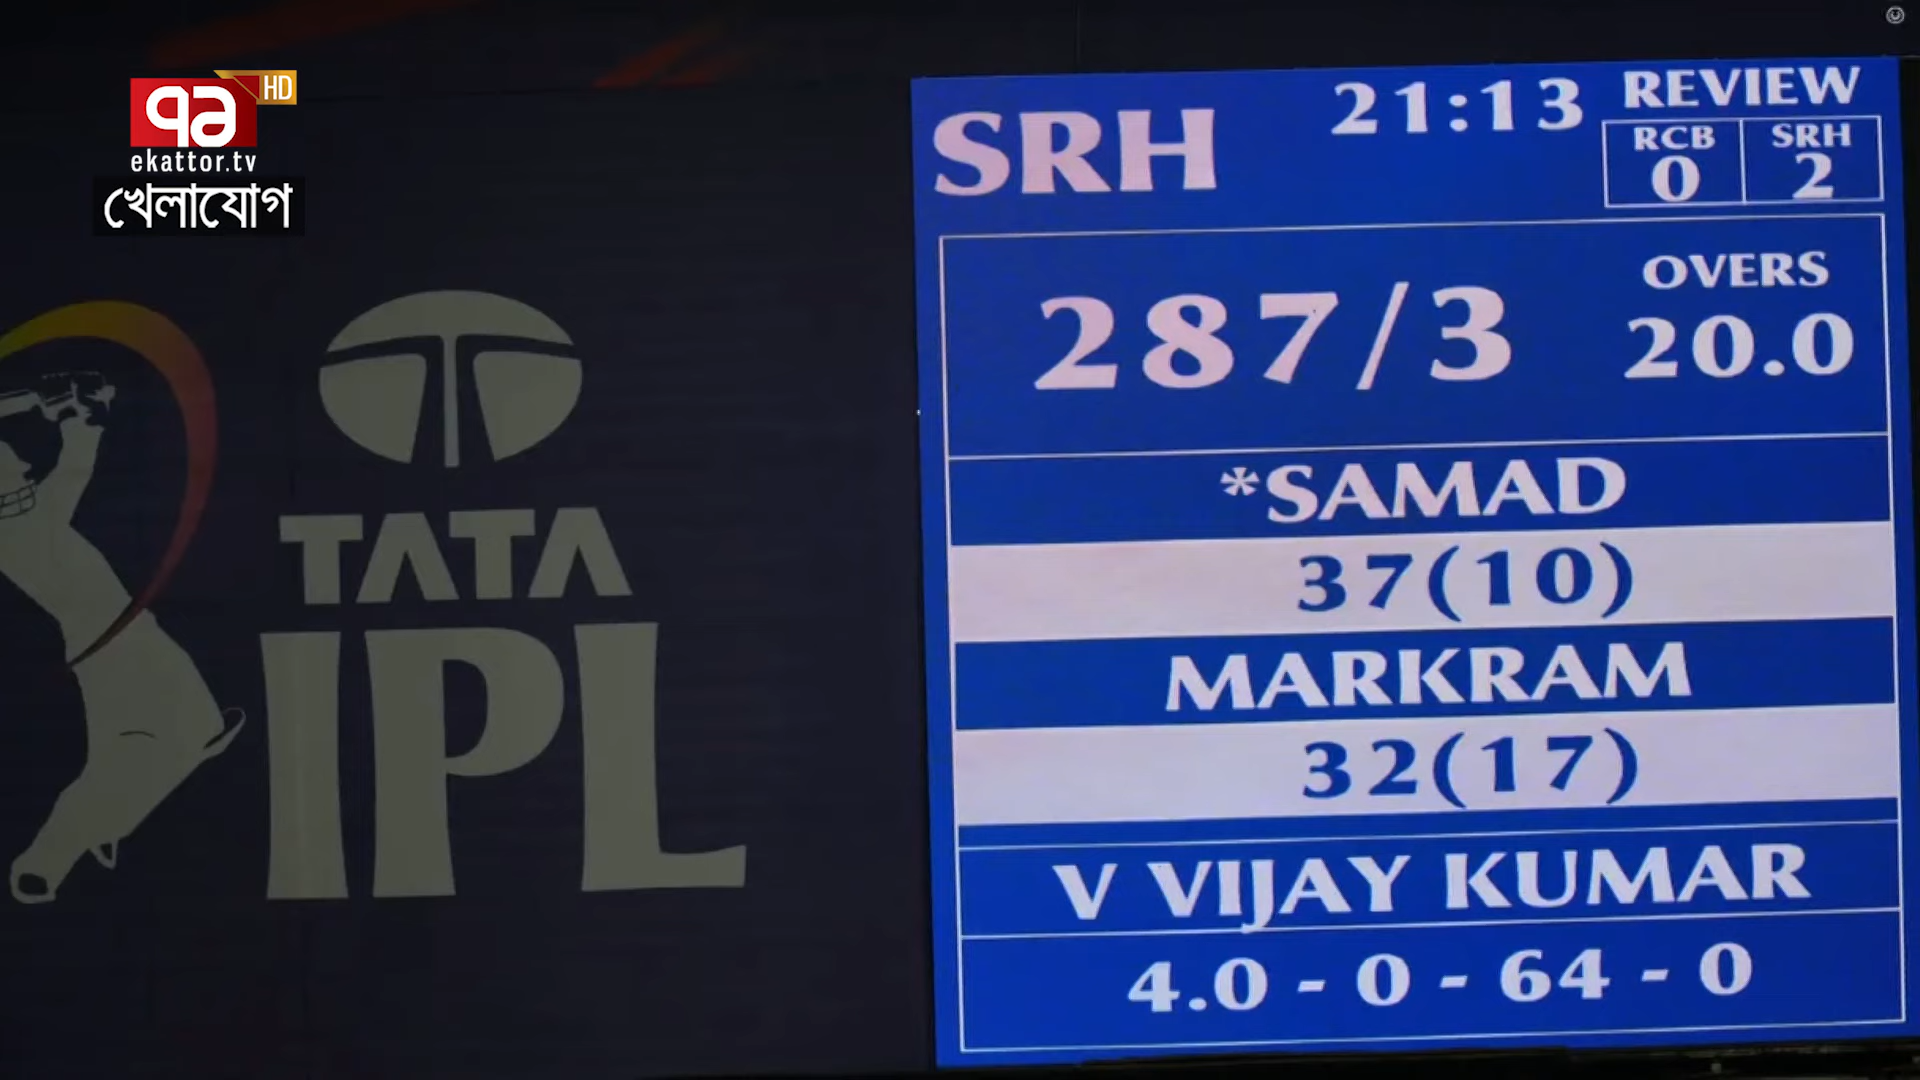 HD
ekattor.tv
খেলাযোগ
TATA
IPL
SRH
21:13
REVIEW
RCB SRH
0 2
287/3
OVERS
20.0
*SAMAD
37(10)
MARKRAM
32(17)
V VIJAY KUMAR
4.0 - 0 - 64 - 0